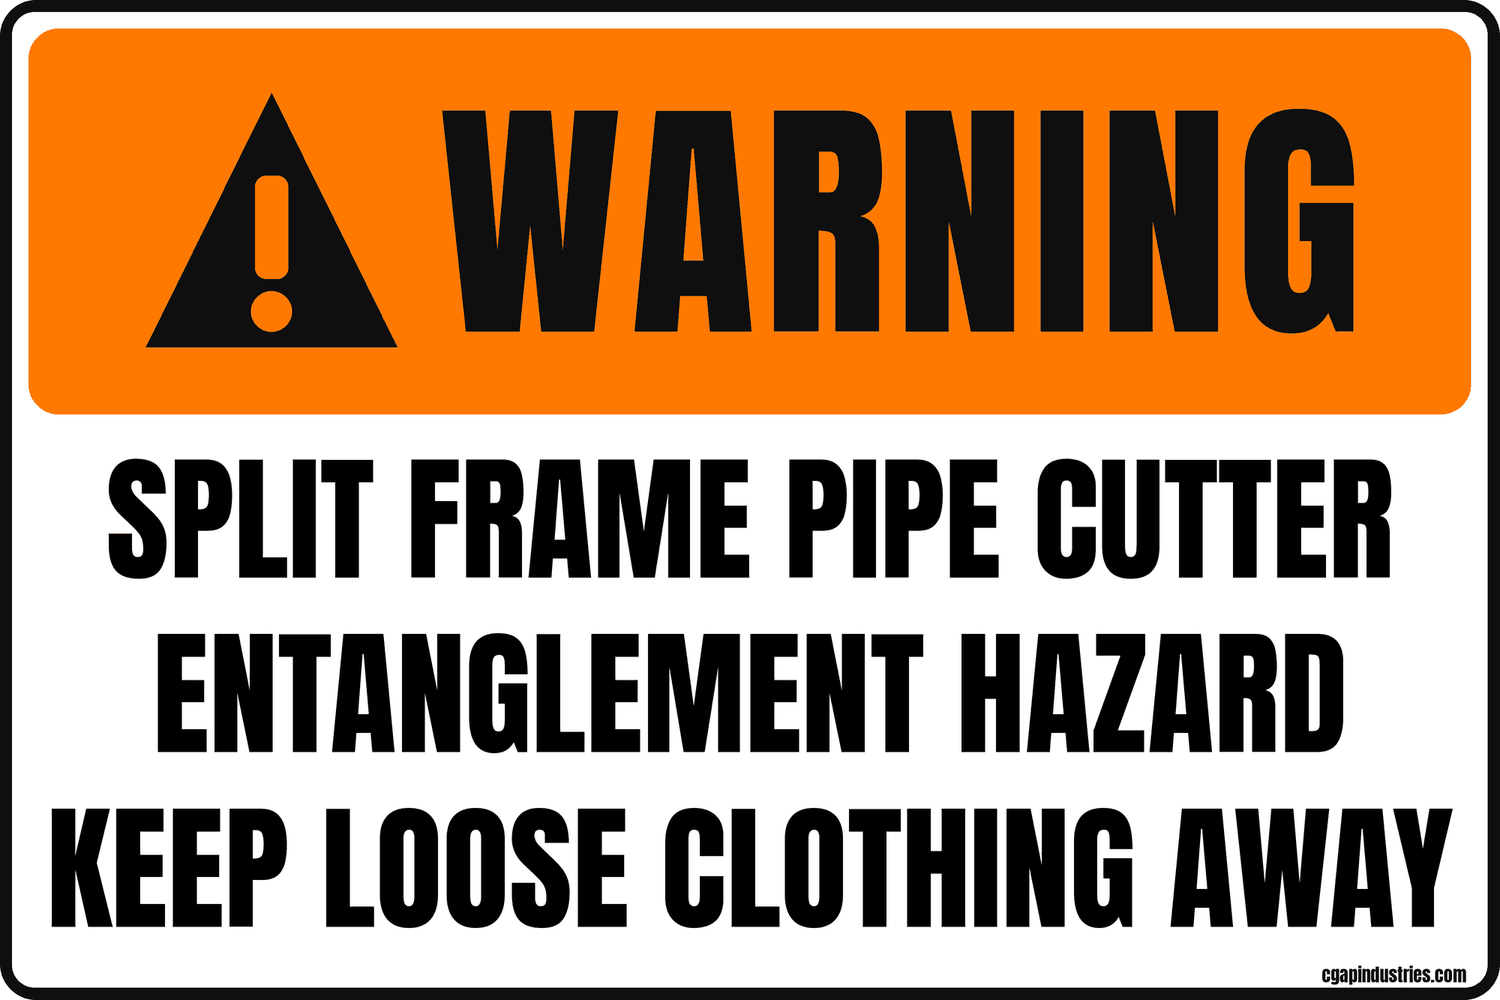 WARNING
SPLIT FRAME PIPE CUTTER
ENTANGLEMENT HAZARD
KEEP LOOSE CLOTHING AWAY
cgapindustries.com